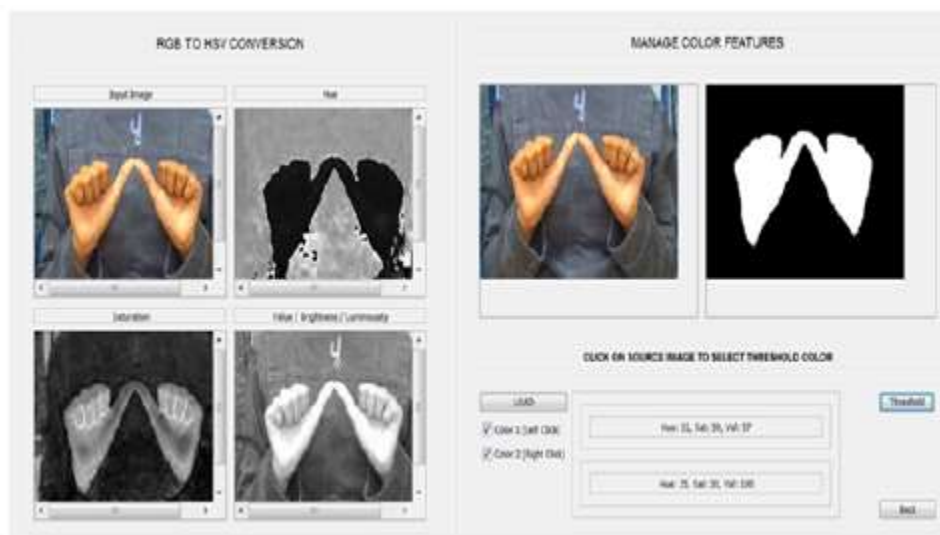 RGB TO HSV CONVERSION
Input Image
Hue
Saturation
Value / Brightness / Luminosity
MANAGE COLOR FEATURES
CLICK ON SOURCE IMAGE TO SELECT THRESHOLD COLOR
LOAD
Color 1 (Left Click)
Color 2 (Right Click)
Threshold
Back